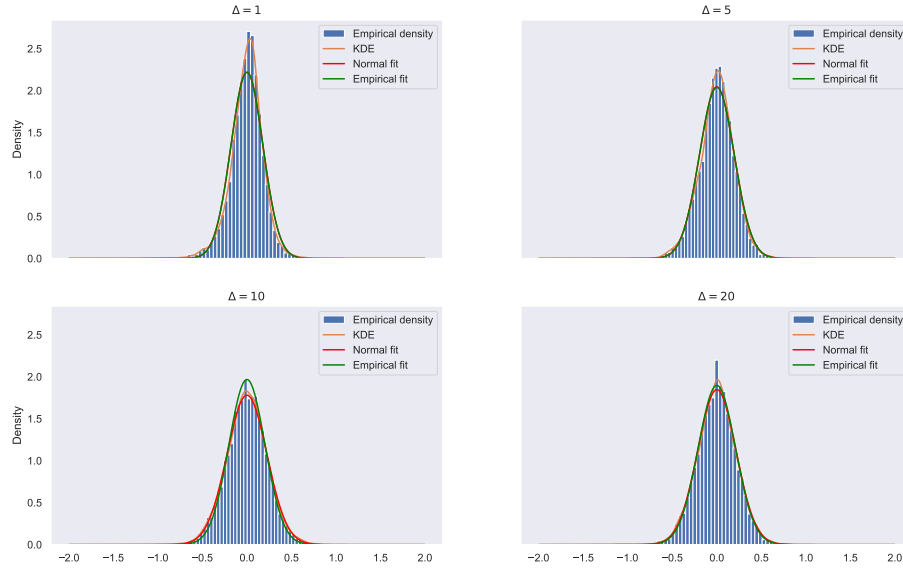 Δ = 1
Density
2.5
2.0
1.5
1.0
0.5
0.0
Empirical density
KDE
Normal fit
Empirical fit
Δ = 5
Empirical density
KDE
Normal fit
Empirical fit
Δ = 10
Density
2.5
2.0
1.5
1.0
0.5
0.0
−2.0 −1.5 −1.0 −0.5 0.0 0.5 1.0 1.5 2.0
Empirical density
KDE
Normal fit
Empirical fit
Δ = 20
Empirical density
KDE
Normal fit
Empirical fit
−2.0 −1.5 −1.0 −0.5 0.0 0.5 1.0 1.5 2.0